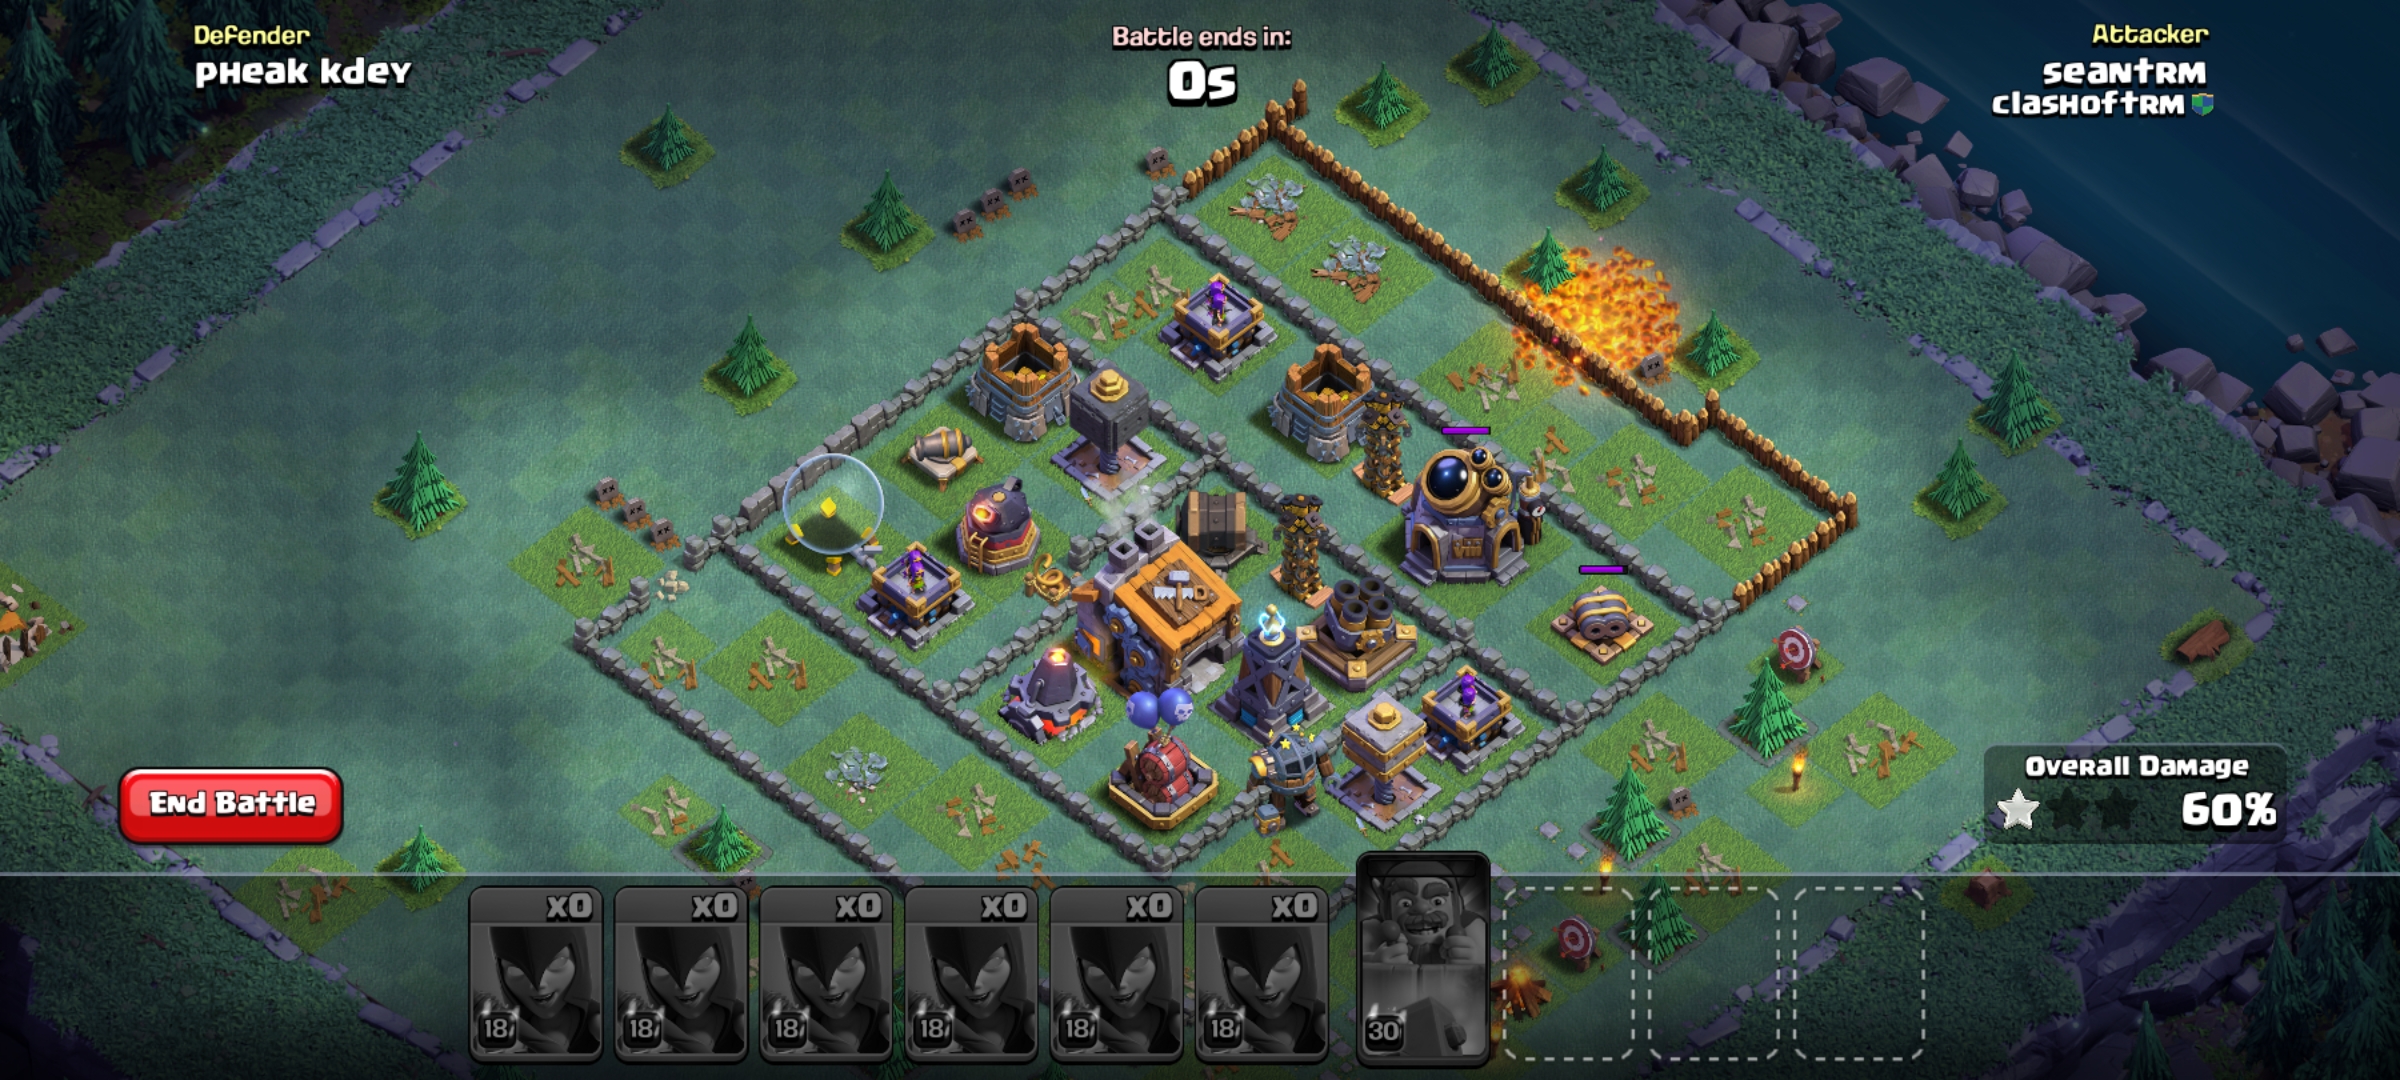 Defender
pHeak kdey
Battle ends in:
0s
Attacker
seantRM
clashoftRM
End Battle
Overall Damage
60%
x0
x0
x0
x0
x0
x0
18
18
18
18
18
18
30